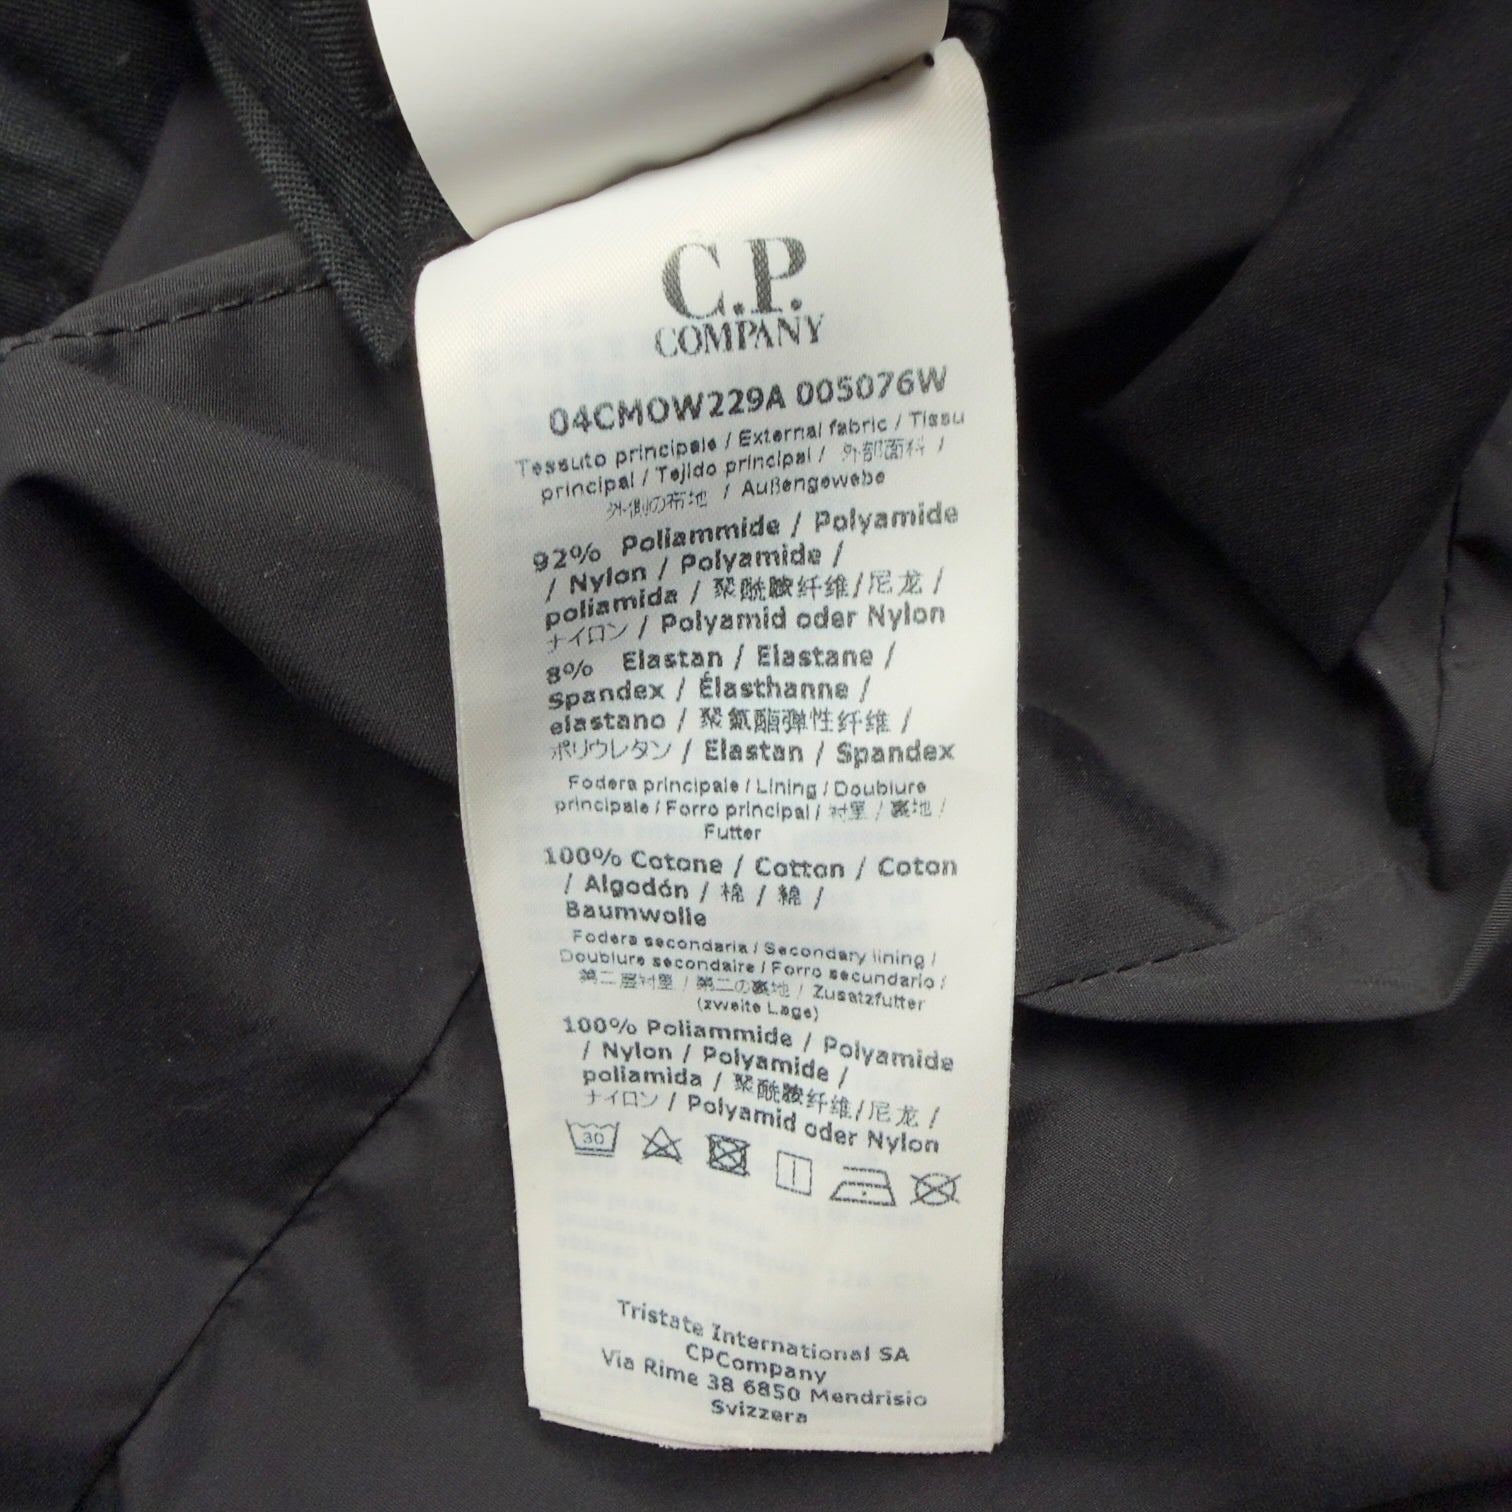 C.P.
COMPANY
04CMOW229A 005076W
Tessuto principale / External fabric / Tissu
principal / Tejido principal / 外部面料 /
外側の布地 / Außengewebe
92% Poliammide / Polyamide
/ Nylon / Polyamide /
poliamida / 聚酰胺纤维/尼龙 /
ナイロン / Polyamid oder Nylon
8% Elastan / Elastane /
Spandex / Élasthanne /
elastano / 聚氨酯弹性纤维 /
ポリウレタン / Elastan / Spandex
Fodera principale / Lining / Doublure
principale / Forro principal / 衬里 / 裏地 /
Futter
100% Cotone / Cotton / Coton
/ Algodón / 棉 / 綿 /
Baumwolle
Fodera secondaria / Secondary lining /
Doublure secondaire / Forro secundario /
第二层衬里 / 第二の裏地 / Zusatzfutter
(zweite Lage)
100% Poliammide / Polyamide
/ Nylon / Polyamide /
poliamida / 聚酰胺纤维/尼龙 /
ナイロン / Polyamid oder Nylon
30
Tristate International SA
CPCompany
Via Rime 38 6850 Mendrisio
Svizzera